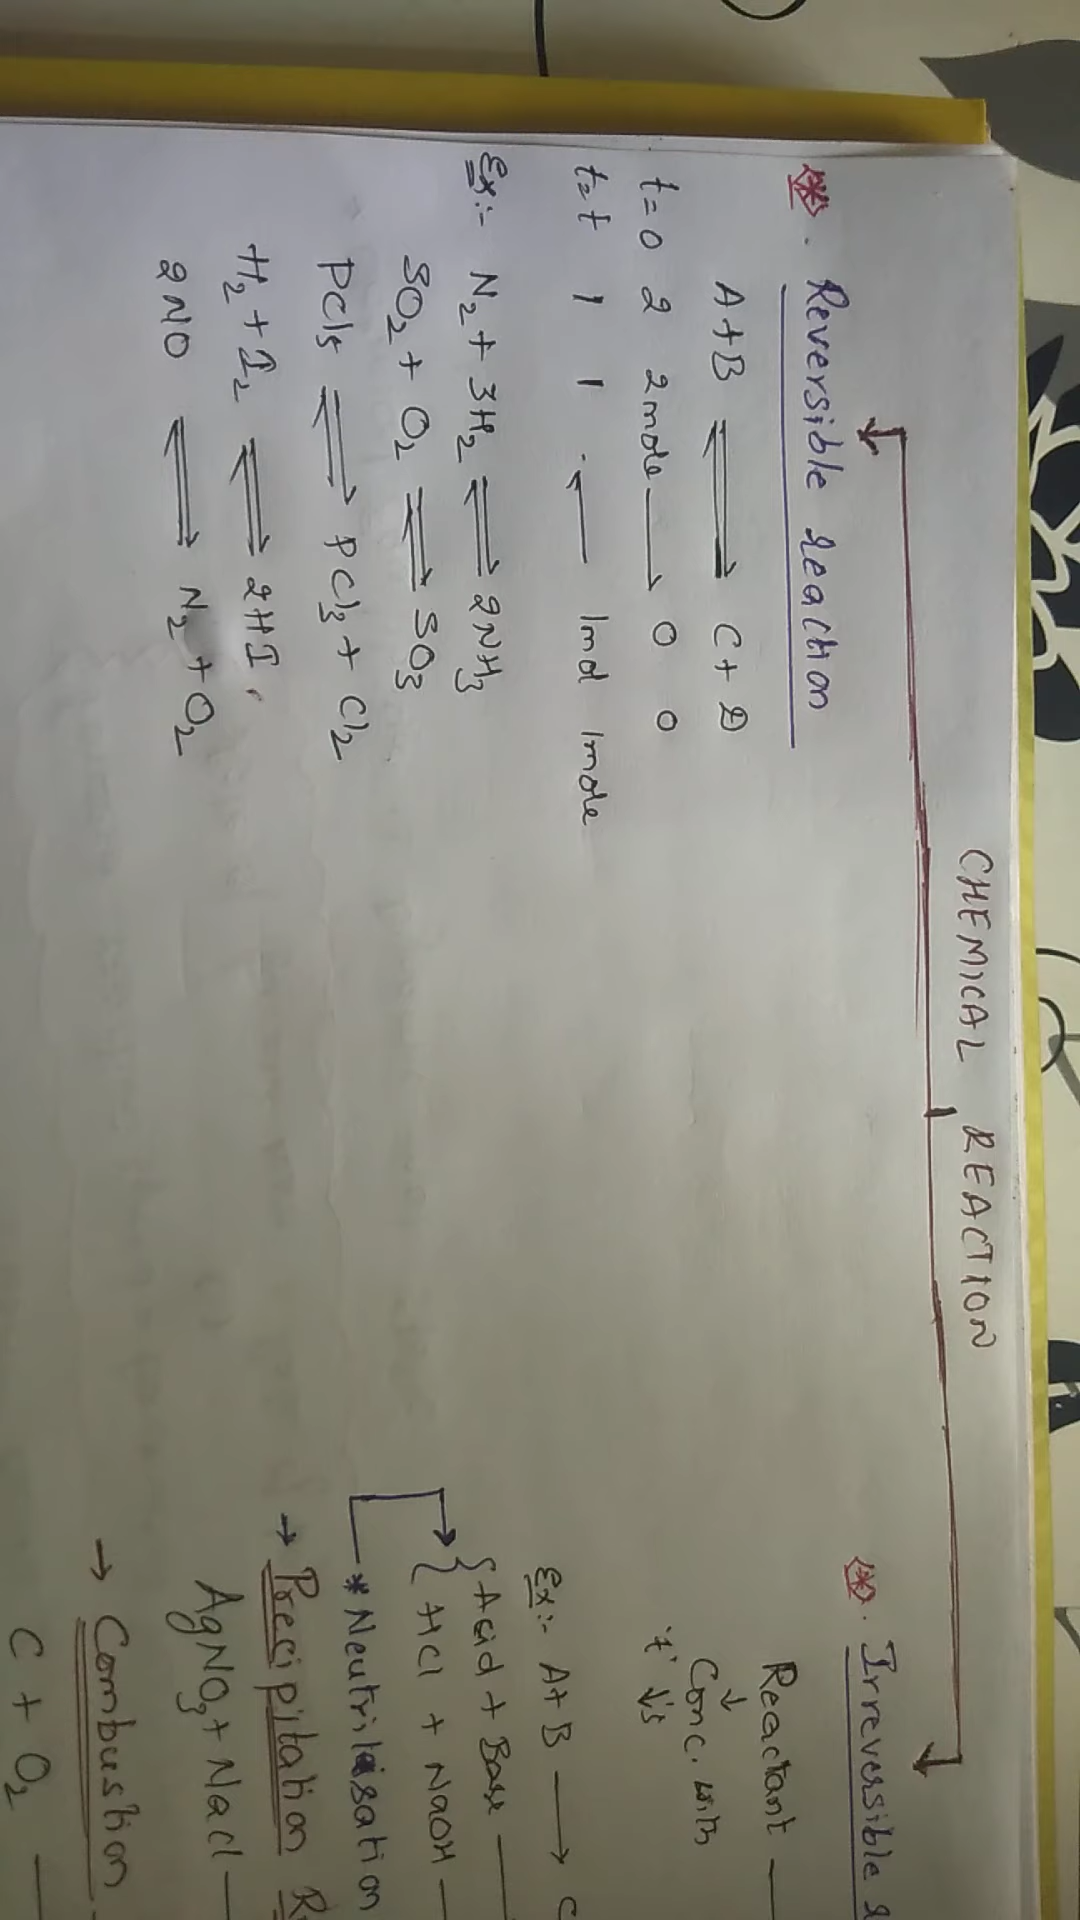 CHEMICAL REACTION
(*). Reversible reaction
A+B ⇌ C + D
t=0 2 2mole → 0 0
t=t 1 1 ← 1mol 1mole
Ex:- N₂ + 3H₂ ⇌ 2NH₃
SO₂ + O₂ ⇌ SO₃
PCl₅ ⇌ PCl₃ + Cl₂
H₂ + I₂ ⇌ 2HI
2NO ⇌ N₂ + O₂
(*). Irreversible
Reactant —
↓
Conc. with
't' ↓s
Ex:- A+B → C
{ Acid + Base —
{ HCl + NaOH —
* Neutrilisation
→ Precipitation R
AgNO₃ + NaCl —
→ Combustion
C + O₂ —